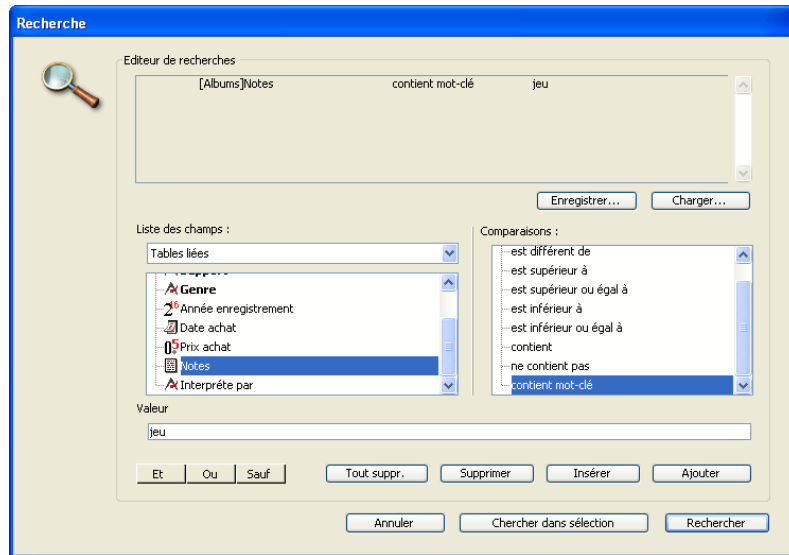 Recherche
Editeur de recherches
[Albums]Notes contient mot-clé jeu
Enregistrer... Charger...
Liste des champs :
Tables liées
Genre
Année enregistrement
Date achat
Prix achat
Notes
Interpréte par
Comparaisons :
est différent de
est supérieur à
est supérieur ou égal à
est inférieur à
est inférieur ou égal à
contient
ne contient pas
contient mot-clé
Valeur
jeu
Et Ou Sauf Tout suppr. Supprimer Insérer Ajouter
Annuler Chercher dans sélection Rechercher